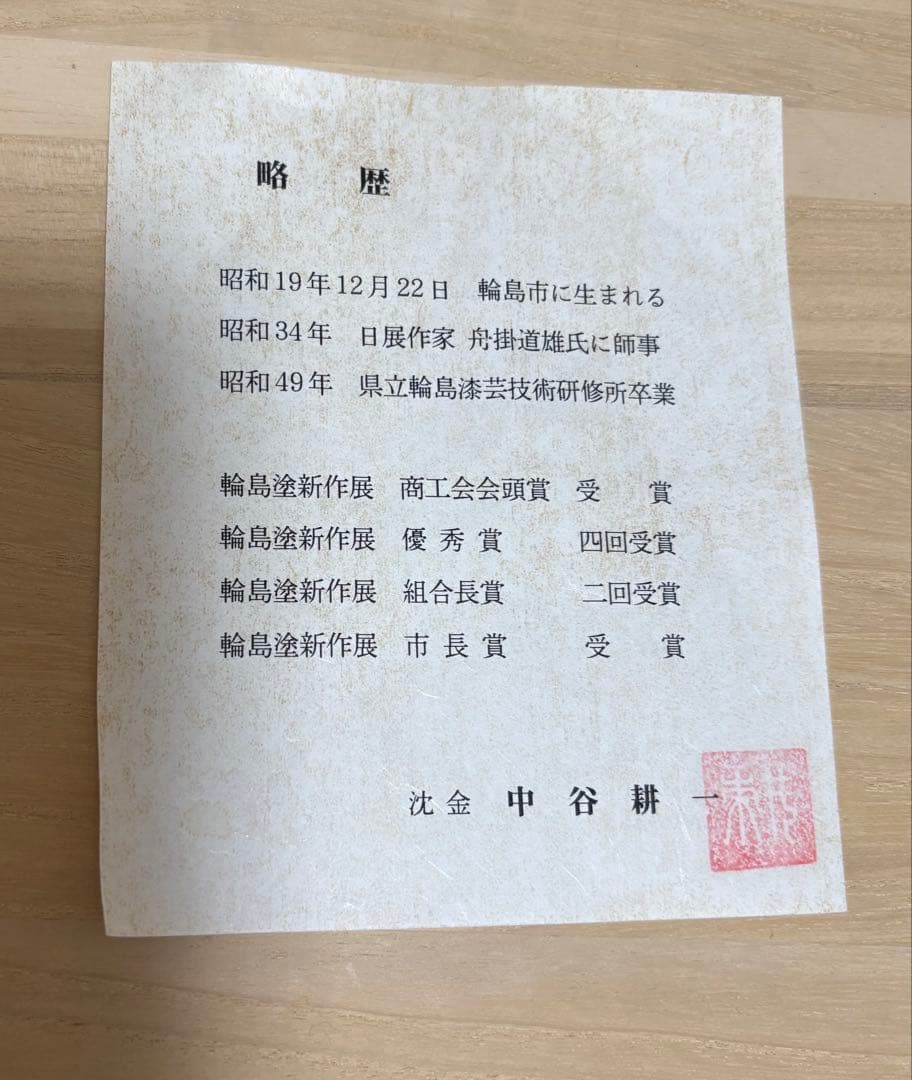 略 歴
昭和19年12月22日 輪島市に生まれる
昭和34年 日展作家 舟掛道雄氏に師事
昭和49年 県立輪島漆芸技術研修所卒業
輪島塗新作展 商工会会頭賞 受 賞
輪島塗新作展 優秀賞 四回受賞
輪島塗新作展 組合長賞 二回受賞
輪島塗新作展 市長賞 受 賞
沈金 中谷耕一